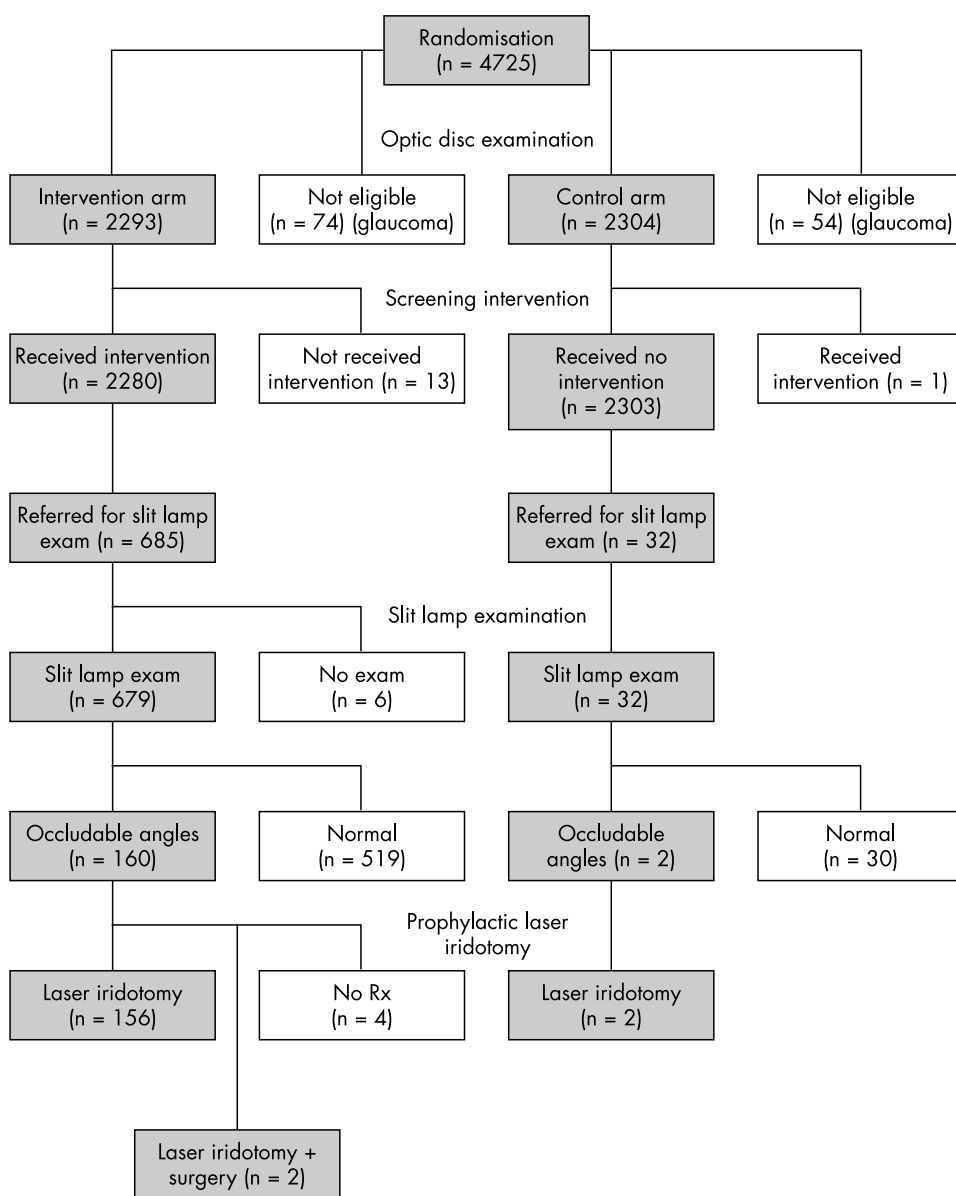 Randomisation
(n = 4725)
Optic disc examination
Intervention arm
(n = 2293)
Not eligible
(n = 74) (glaucoma)
Control arm
(n = 2304)
Not eligible
(n = 54) (glaucoma)
Screening intervention
Received intervention
(n = 2280)
Not received
intervention (n = 13)
Received no
intervention
(n = 2303)
Received
intervention (n = 1)
Referred for slit lamp
exam (n = 685)
Referred for slit lamp
exam (n = 32)
Slit lamp examination
Slit lamp exam
(n = 679)
No exam
(n = 6)
Slit lamp exam
(n = 32)
Occludable angles
(n = 160)
Normal
(n = 519)
Occludable
angles (n = 2)
Normal
(n = 30)
Prophylactic laser
iridotomy
Laser iridotomy
(n = 156)
No Rx
(n = 4)
Laser iridotomy
(n = 2)
Laser iridotomy +
surgery (n = 2)